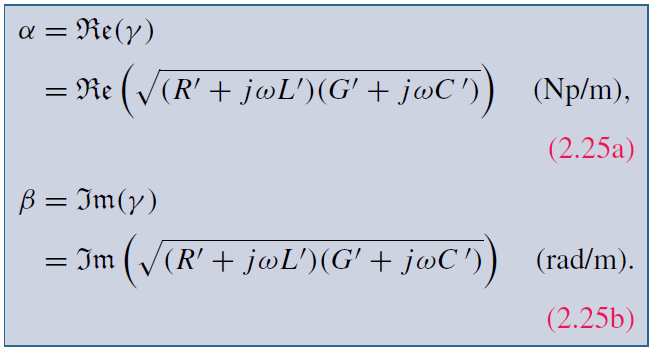 α = ℜe(γ)
= ℜe (√(R′ + jωL′)(G′ + jωC′)) (Np/m),
(2.25a)
β = ℑm(γ)
= ℑm (√(R′ + jωL′)(G′ + jωC′)) (rad/m).
(2.25b)